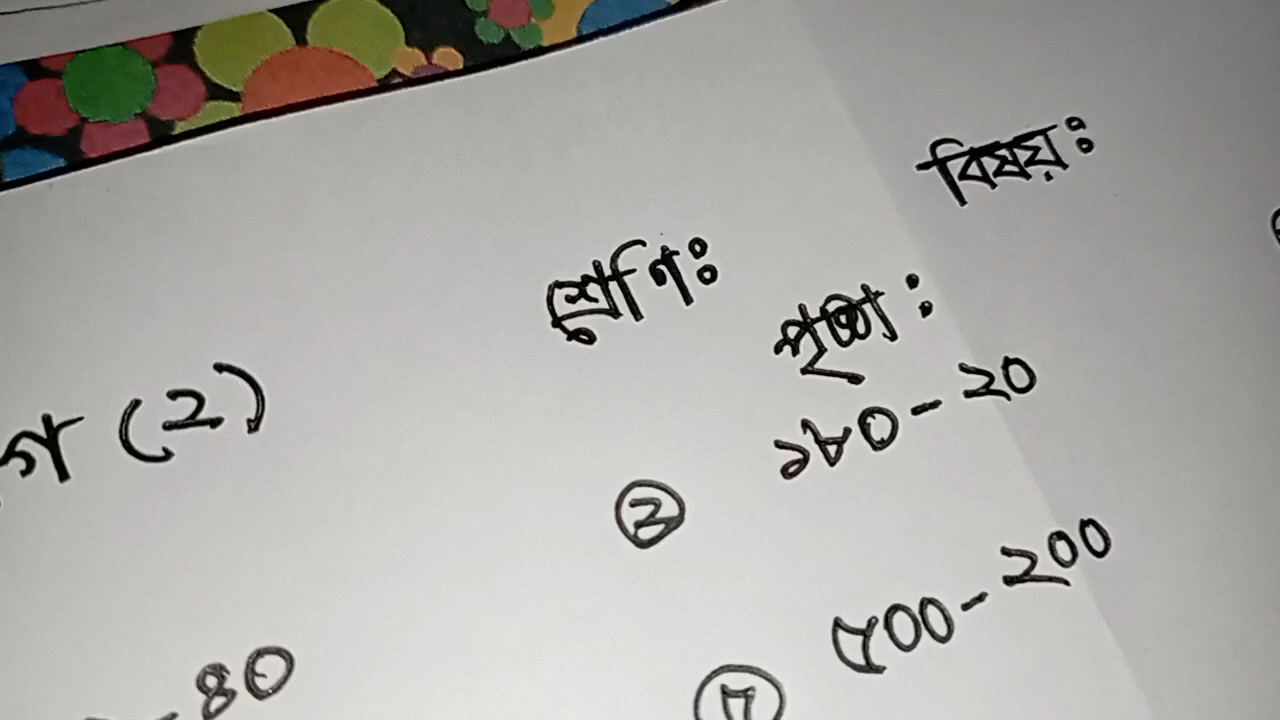 বিষয়ঃ
শ্রেণিঃ
পৃষ্ঠা :
(২)
১৮০-২০
২
৫০০-২০০
-৪০